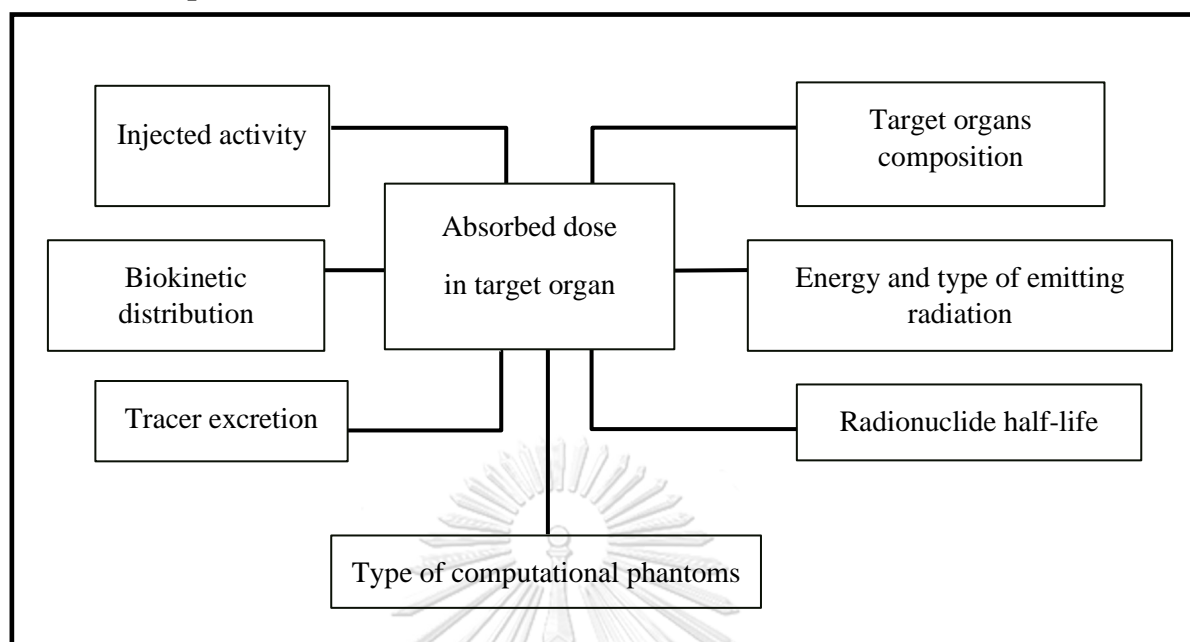 Injected activity
Target organs
composition
Absorbed dose
in target organ
Biokinetic
distribution
Energy and type of emitting
radiation
Tracer excretion
Radionuclide half-life
Type of computational phantoms